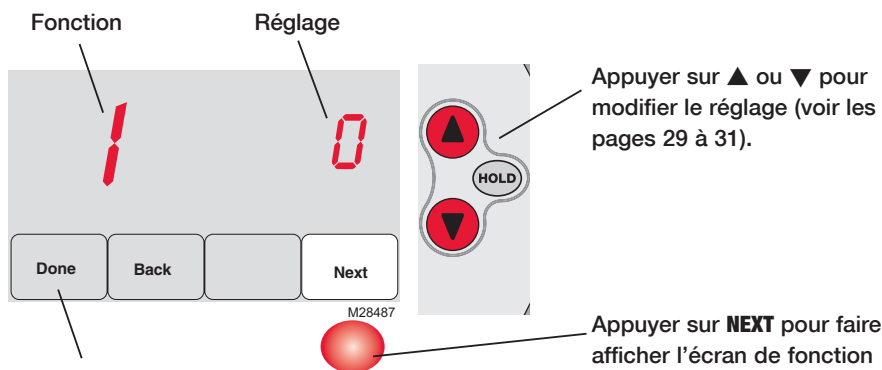 Fonction
Réglage
1
0
Done
Back
Next
M28487
HOLD
Appuyer sur ▲ ou ▼ pour
modifier le réglage (voir les
pages 29 à 31).
Appuyer sur NEXT pour faire
afficher l’écran de fonction